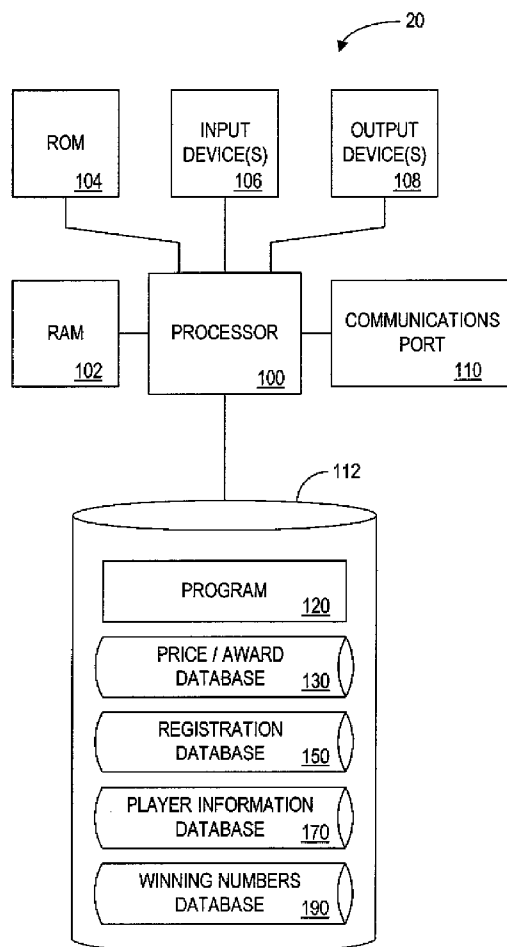 20
ROM
104
INPUT
DEVICE(S)
106
OUTPUT
DEVICE(S)
108
RAM
102
PROCESSOR
100
COMMUNICATIONS
PORT
110
112
PROGRAM
120
PRICE / AWARD
DATABASE
130
REGISTRATION
DATABASE
150
PLAYER INFORMATION
DATABASE
170
WINNING NUMBERS
DATABASE
190